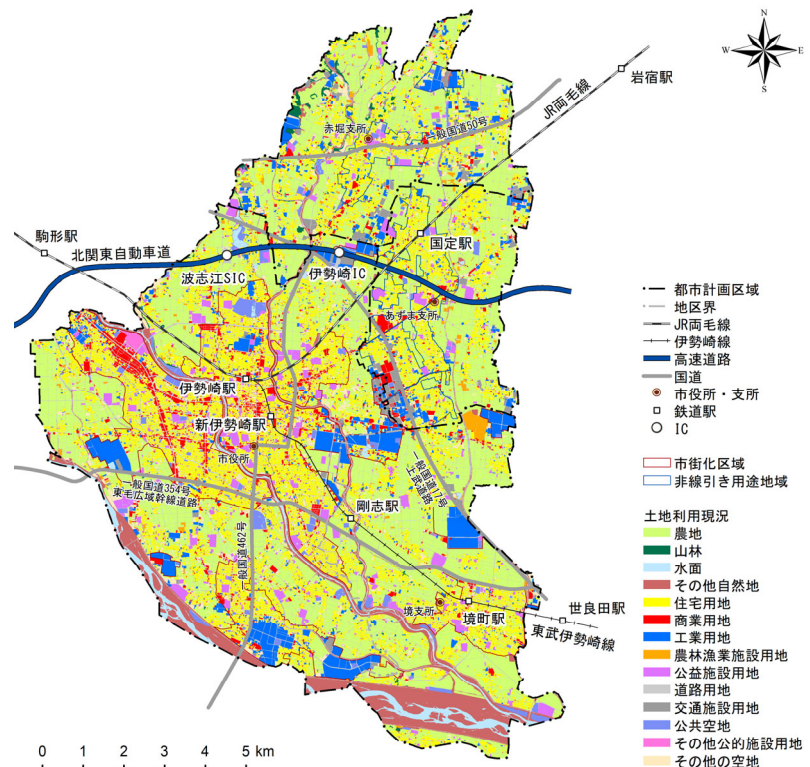 N
W
E
S
岩宿駅
JR両毛線
赤堀支所
一般国道50号
駒形駅
北関東自動車道
国定駅
波志江SIC
伊勢崎IC
あずま支所
伊勢崎駅
新伊勢崎駅
市役所
一般国道17号
上武道路
一般国道354号
東毛広域幹線道路
剛志駅
一般国道462号
境支所
境町駅
世良田駅
東武伊勢崎線
都市計画区域
地区界
JR両毛線
伊勢崎線
高速道路
国道
市役所・支所
鉄道駅
IC
市街化区域
非線引き用途地域
土地利用現況
農地
山林
水面
その他自然地
住宅用地
商業用地
工業用地
農林漁業施設用地
公益施設用地
道路用地
交通施設用地
公共空地
その他公的施設用地
その他の空地
0 1 2 3 4 5 km